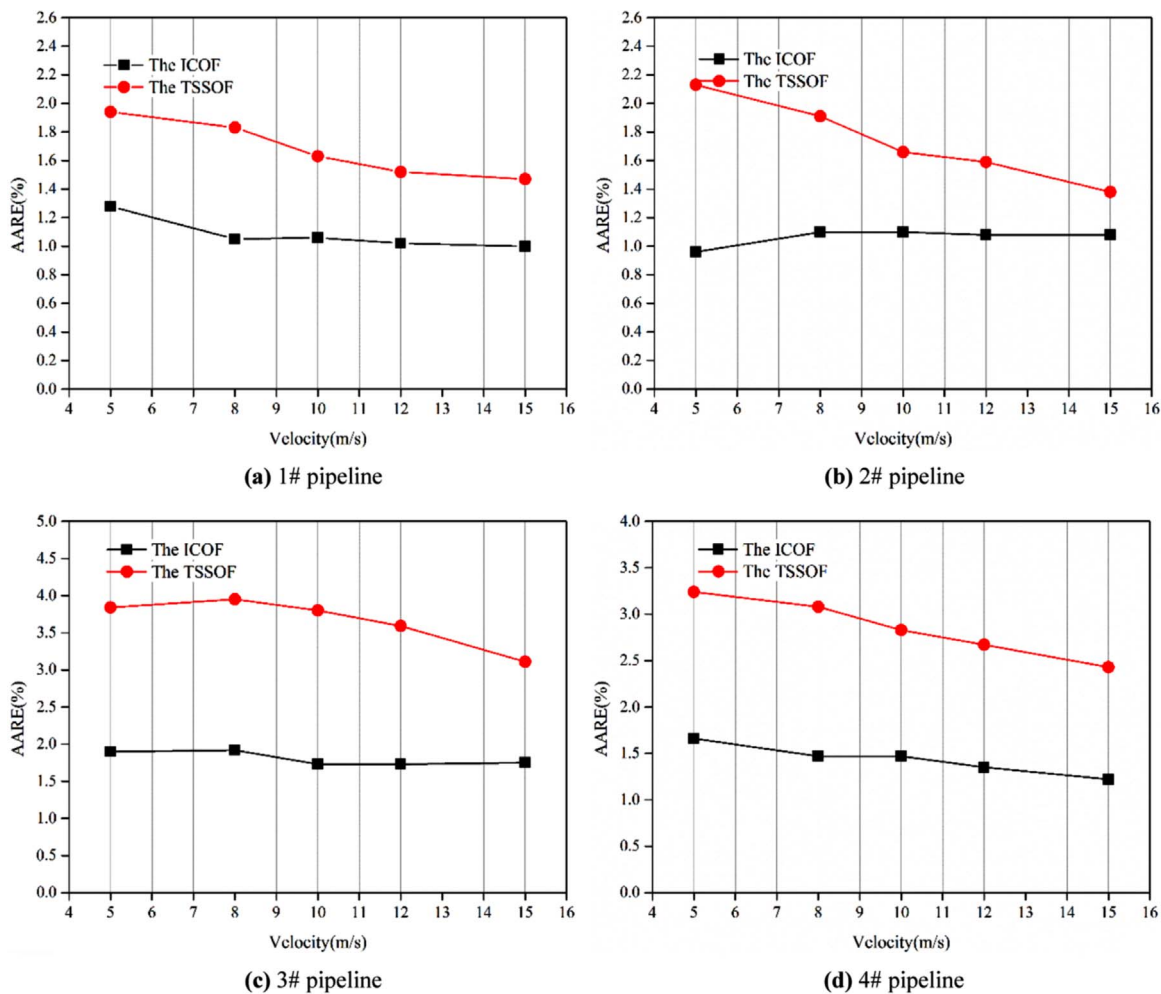 2.6
2.4
2.2
2.0
1.8
1.6
1.4
1.2
1.0
0.8
0.6
0.4
0.2
0.0
AARE(%)
The ICOF
The TSSOF
4 5 6 7 8 9 10 11 12 13 14 15 16
Velocity(m/s)
(a) 1# pipeline
2.6
2.4
2.2
2.0
1.8
1.6
1.4
1.2
1.0
0.8
0.6
0.4
0.2
0.0
AARE(%)
The ICOF
The TSSOF
4 5 6 7 8 9 10 11 12 13 14 15 16
Velocity(m/s)
(b) 2# pipeline
5.0
4.5
4.0
3.5
3.0
2.5
2.0
1.5
1.0
0.5
0.0
AARE(%)
The ICOF
The TSSOF
4 5 6 7 8 9 10 11 12 13 14 15 16
Velocity(m/s)
(c) 3# pipeline
4.0
3.5
3.0
2.5
2.0
1.5
1.0
0.5
0.0
AARE(%)
The ICOF
The TSSOF
4 5 6 7 8 9 10 11 12 13 14 15 16
Velocity(m/s)
(d) 4# pipeline